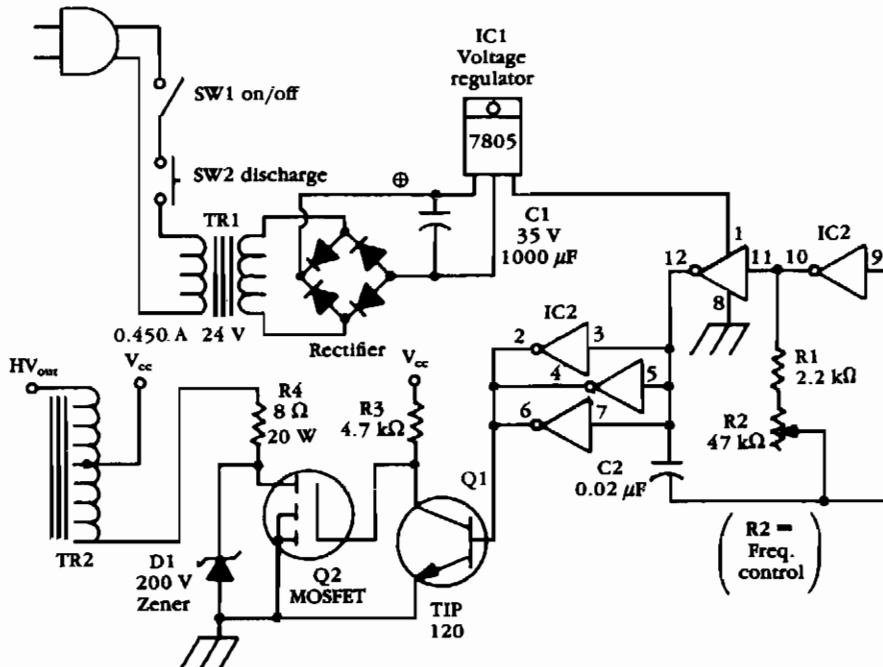 IC1
Voltage
regulator
7805
SW1 on/off
SW2 discharge
TR1
⊕
C1
35 V
1000 µF
12
1
11
10
IC2
9
8
0.450 A
24 V
Rectifier
IC2
2
3
4
5
6
7
R1
2.2 kΩ
R2
47 kΩ
HVout
Vcc
R4
8 Ω
20 W
Vcc
R3
4.7 kΩ
Q1
C2
0.02 µF
TR2
D1
200 V
Zener
Q2
MOSFET
TIP
120
(R2 =
Freq.
control)